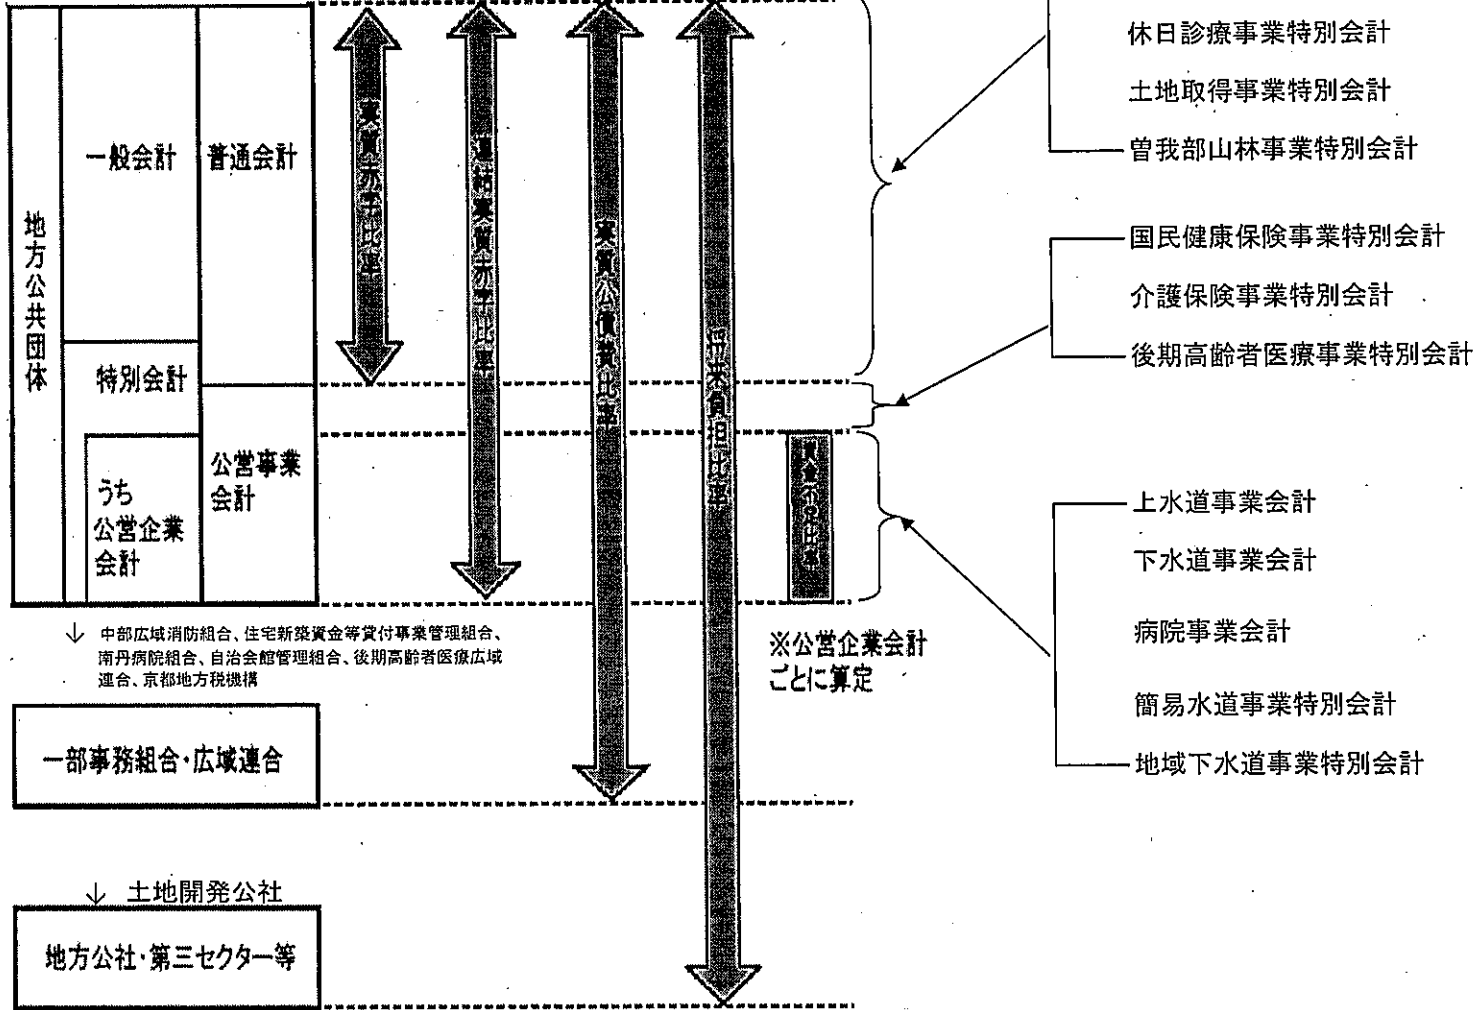 地方公共団体
一般会計
普通会計
特別会計
うち
公営企業
会計
公営事業
会計
実質赤字比率
連結実質赤字比率
実質公債費比率
将来負担比率
資金不足比率
※公営企業会計
ごとに算定
休日診療事業特別会計
土地取得事業特別会計
曽我部山林事業特別会計
国民健康保険事業特別会計
介護保険事業特別会計
後期高齢者医療事業特別会計
上水道事業会計
下水道事業会計
病院事業会計
簡易水道事業特別会計
地域下水道事業特別会計
↓ 中部広域消防組合、住宅新築資金等貸付事業管理組合、
南丹病院組合、自治会館管理組合、後期高齢者医療広域
連合、京都地方税機構
一部事務組合・広域連合
↓ 土地開発公社
地方公社・第三セクター等